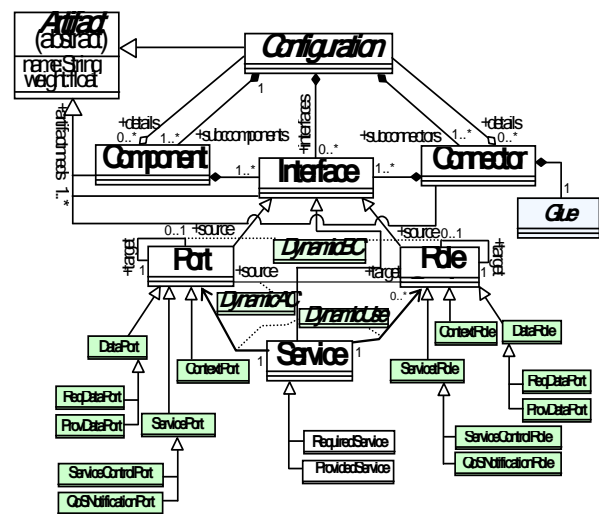 Artifact
(abstract)
name:String
weight:float
Configuration
+details
0..*
1
1..*
+subcomponents
+interfaces
0..*
+subconnectors
1..*
+details
0..*
+artifactmodels 1..*
Component
1..*
Interface
1..*
Connector
1
Glue
+source
0..1
+target
1
Port
+source
DynamicBC
DynamicAC
DynamicUse
+source
0..1
+target
1
Role
+target
0..*
1
Service
1
DataPort
ContextPort
ReqDataPort
ProvDataPort
ServicePort
ServiceControlPort
QoSNotificationPort
RequiredService
ProvidedService
ContextRole
DataRole
ServicetRole
ReqDataPort
ProvDataPort
ServiceControlRole
QoSNotificationRole